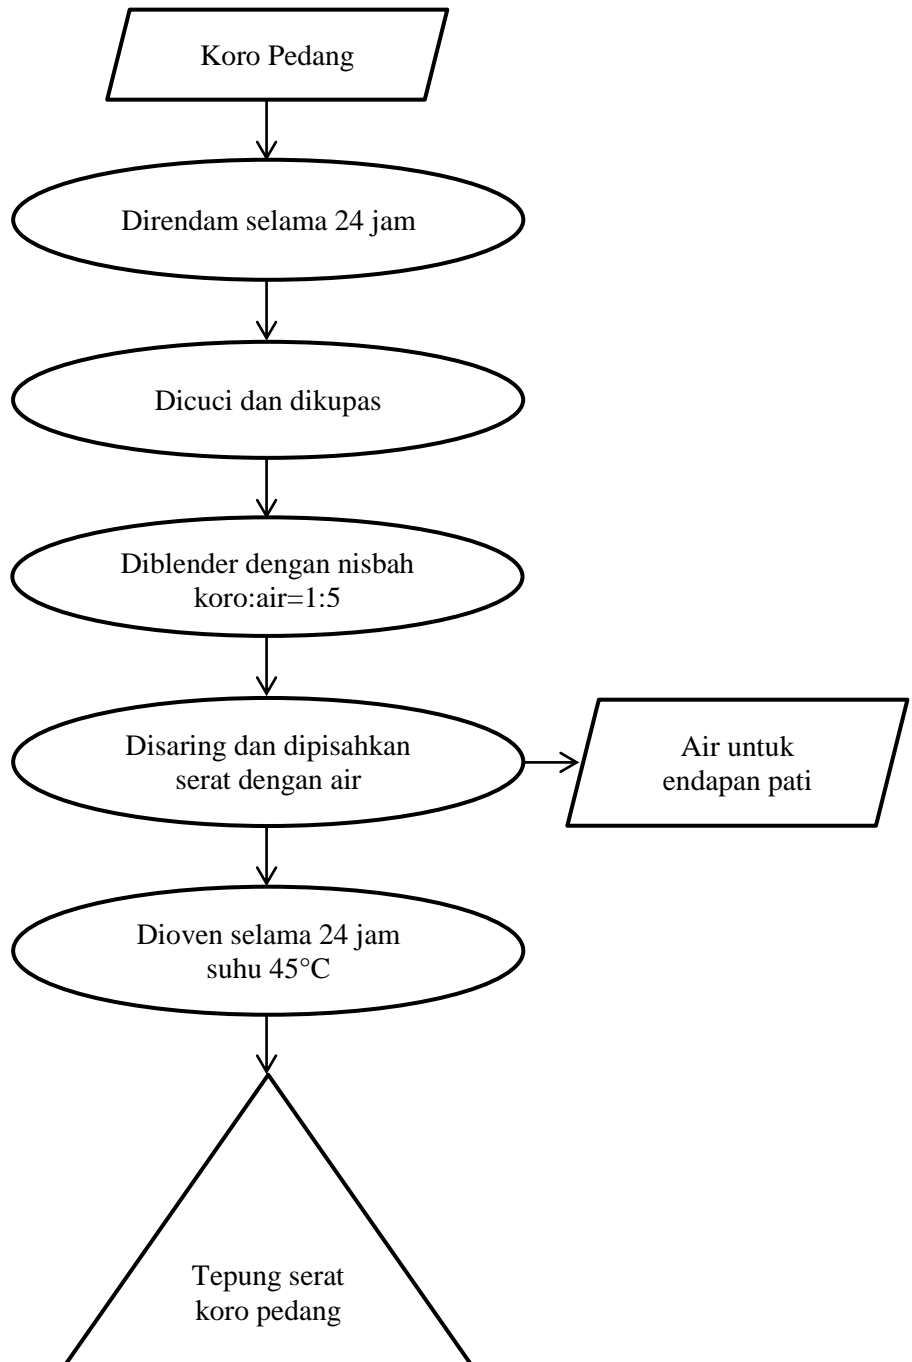 Koro Pedang
Direndam selama 24 jam
Dicuci dan dikupas
Diblender dengan nisbah
koro:air=1:5
Disaring dan dipisahkan
serat dengan air
Air untuk
endapan pati
Dioven selama 24 jam
suhu 45°C
Tepung serat
koro pedang